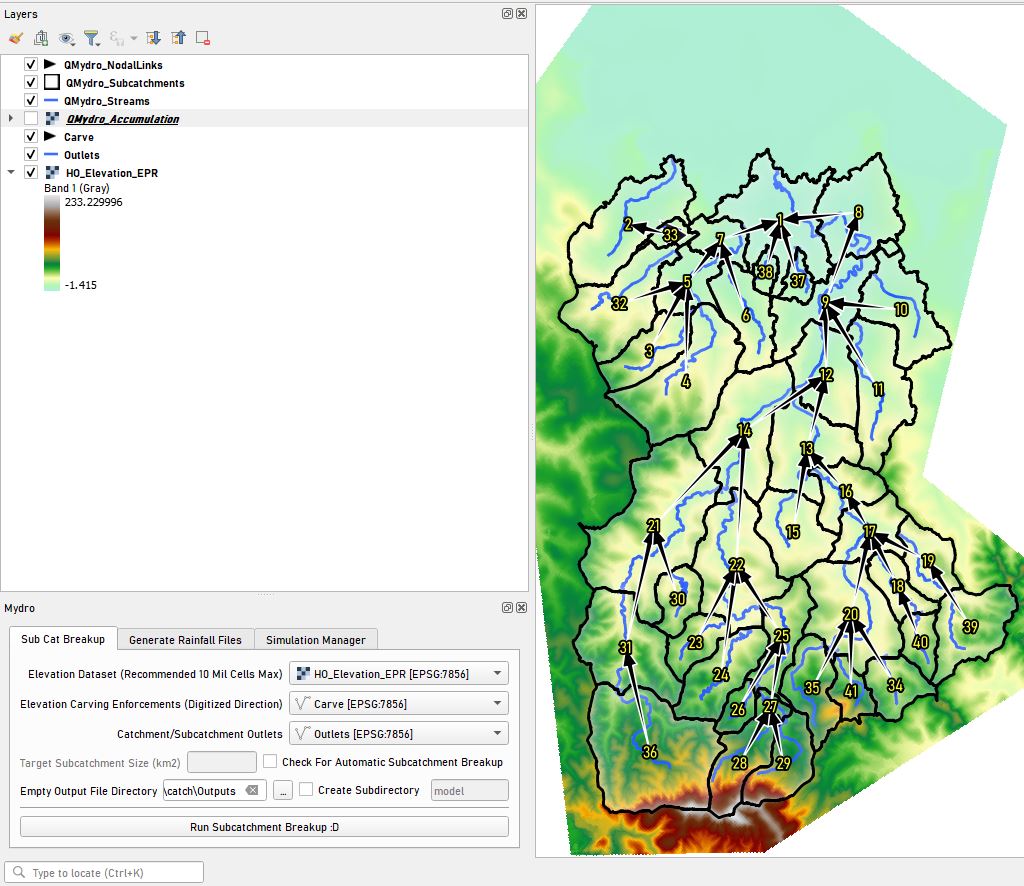 Layers
QMydro_NodalLinks
QMydro_Subcatchments
QMydro_Streams
QMydro_Accumulation
Carve
Outlets
HO_Elevation_EPR
Band 1 (Gray)
233.229996
-1.415
Mydro
Sub Cat Breakup Generate Rainfall Files Simulation Manager
Elevation Dataset (Recommended 10 Mil Cells Max) HO_Elevation_EPR [EPSG:7856]
Elevation Carving Enforcements (Digitized Direction) Carve [EPSG:7856]
Catchment/Subcatchment Outlets Outlets [EPSG:7856]
Target Subcatchment Size (km2) Check For Automatic Subcatchment Breakup
Empty Output File Directory \catch\Outputs ... Create Subdirectory model
Run Subcatchment Breakup :D
Type to locate (Ctrl+K)
8
1
2
33
7
38
37
5
32
9
10
6
3
4
12
11
14
13
16
21
15
17
22
19
18
30
20
39
25
23
40
31
24
35
41
34
26
27
36
28
29